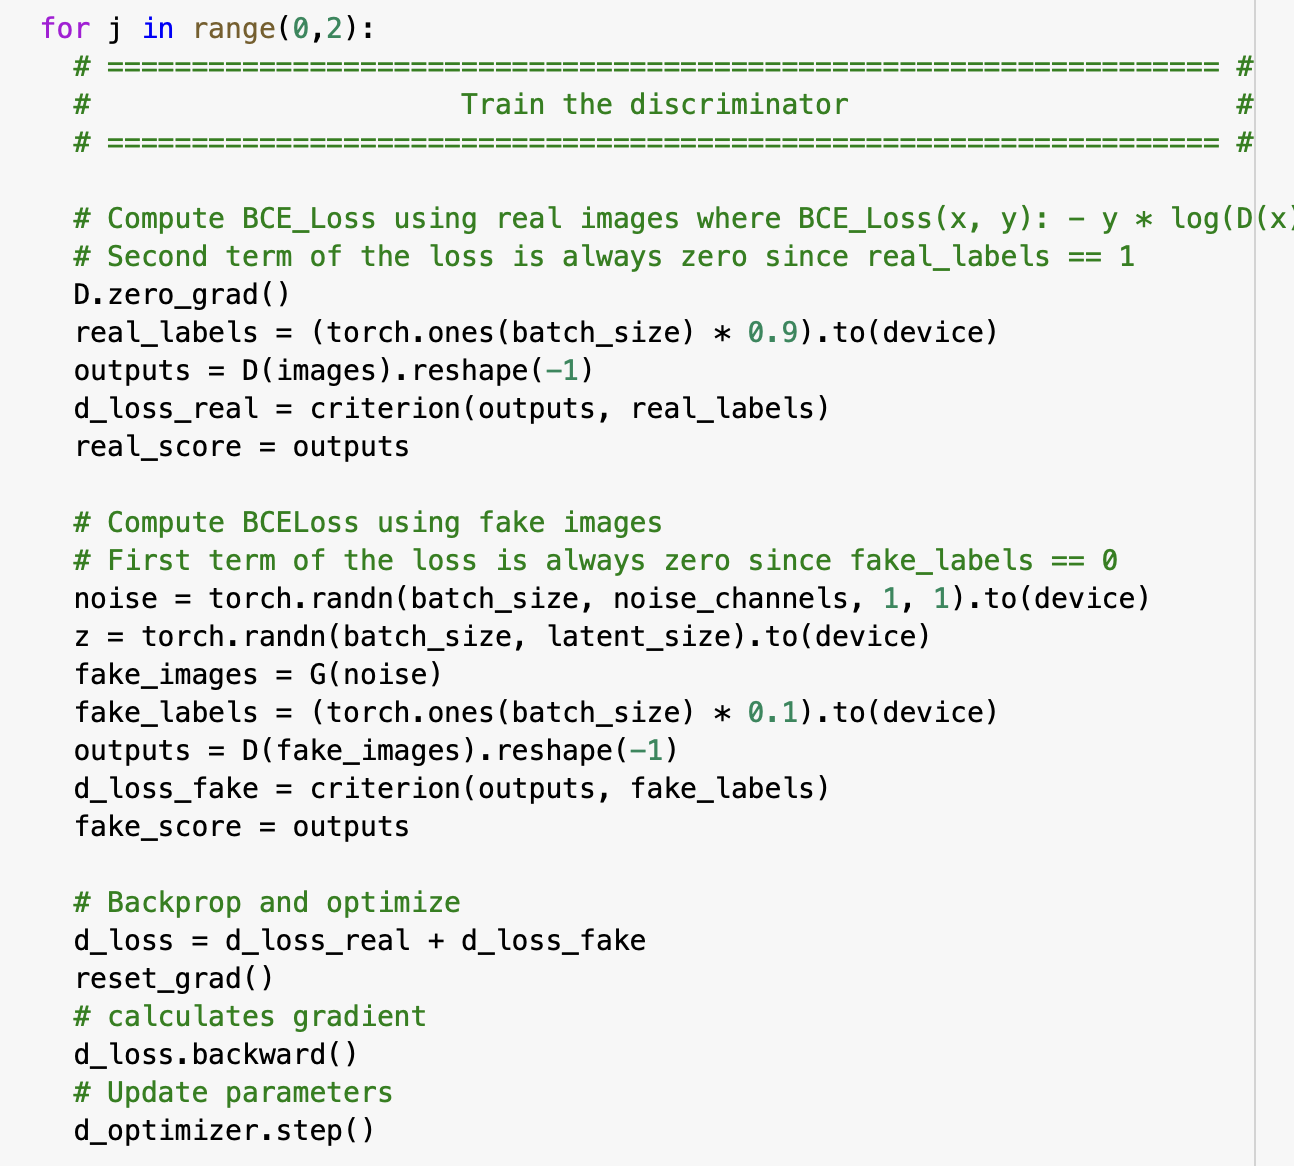 for j in range(0,2):
# ================================================================== #
#                      Train the discriminator                       #
# ================================================================== #
# Compute BCE_Loss using real images where BCE_Loss(x, y): - y * log(D(x)
# Second term of the loss is always zero since real_labels == 1
D.zero_grad()
real_labels = (torch.ones(batch_size) * 0.9).to(device)
outputs = D(images).reshape(-1)
d_loss_real = criterion(outputs, real_labels)
real_score = outputs
# Compute BCELoss using fake images
# First term of the loss is always zero since fake_labels == 0
noise = torch.randn(batch_size, noise_channels, 1, 1).to(device)
z = torch.randn(batch_size, latent_size).to(device)
fake_images = G(noise)
fake_labels = (torch.ones(batch_size) * 0.1).to(device)
outputs = D(fake_images).reshape(-1)
d_loss_fake = criterion(outputs, fake_labels)
fake_score = outputs
# Backprop and optimize
d_loss = d_loss_real + d_loss_fake
reset_grad()
# calculates gradient
d_loss.backward()
# Update parameters
d_optimizer.step()